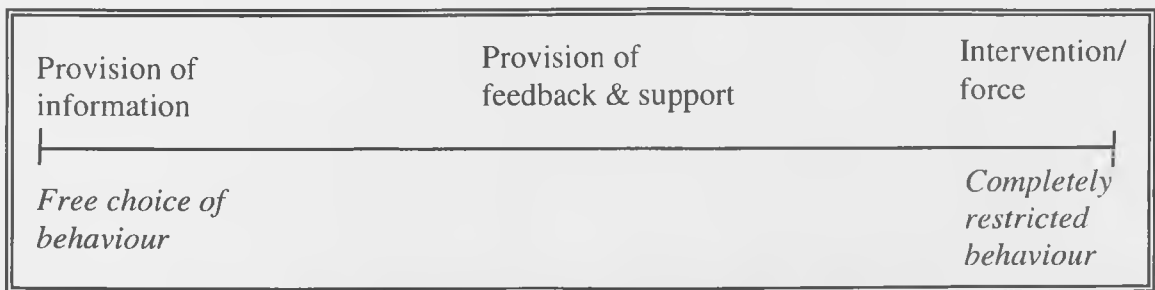 Provision of
information
Provision of
feedback & support
Intervention/
force
Free choice of
behaviour
Completely
restricted
behaviour